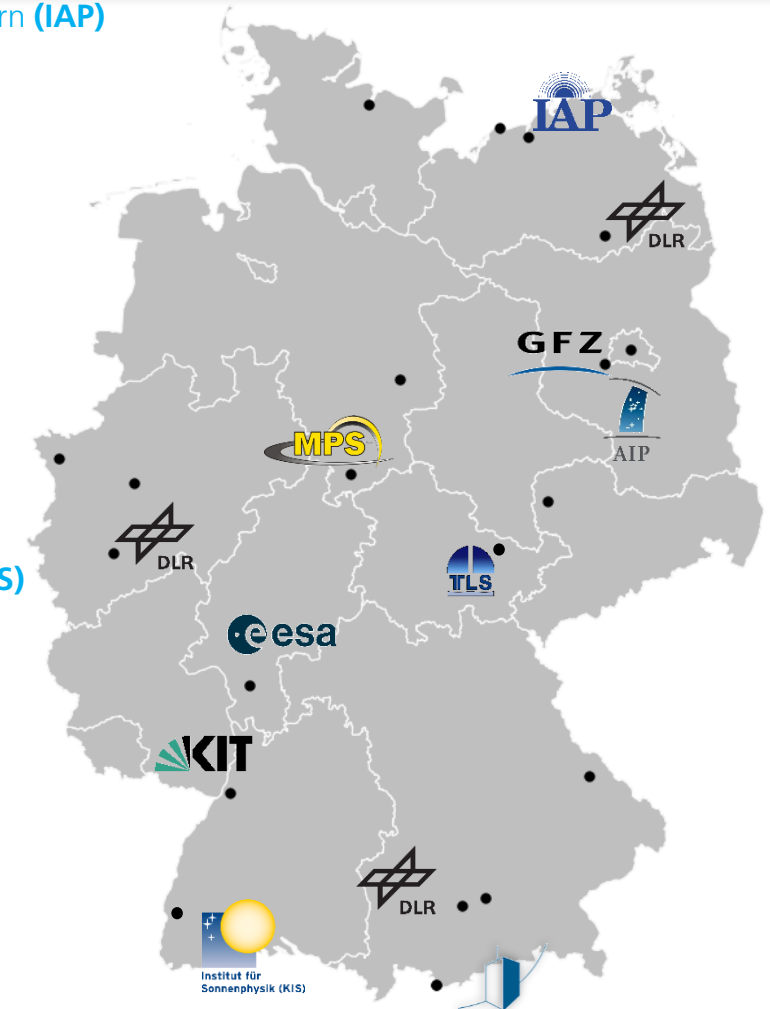 rn (IAP)
IAP
DLR
GFZ
AIP
MPS
DLR
TLS
S)
esa
KIT
DLR
Institut für
Sonnenphysik (KIS)